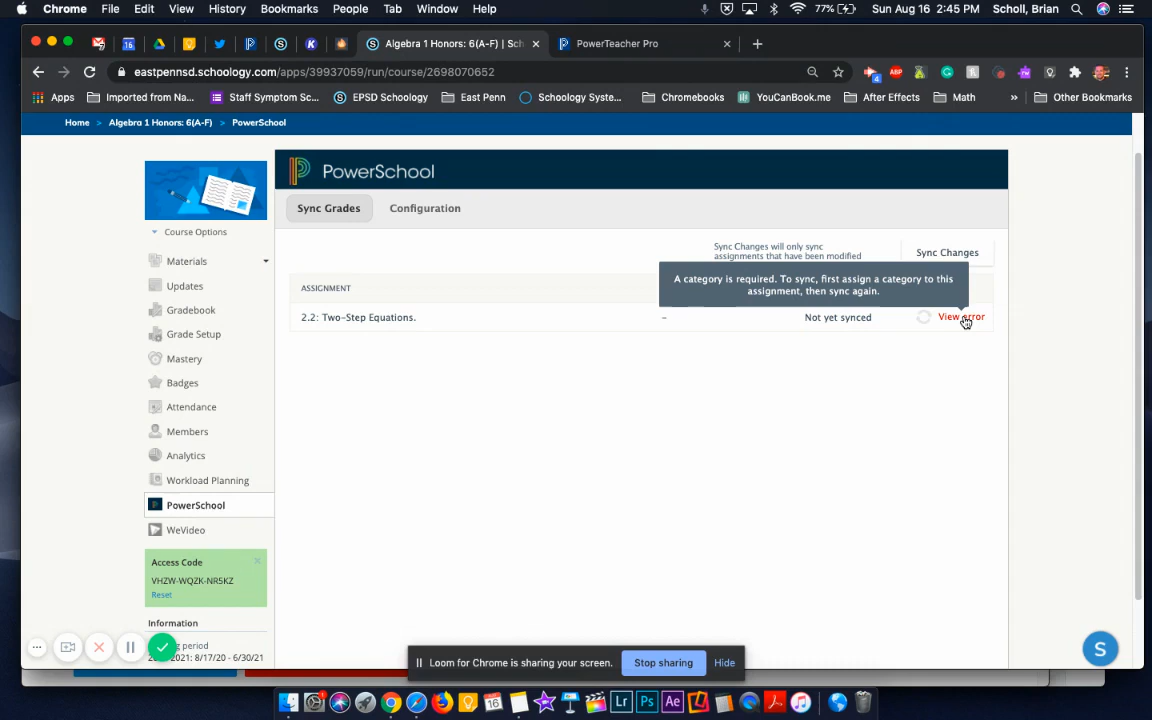 Chrome File Edit View History Bookmarks People Tab Window Help 77% Sun Aug 16 2:45 PM Scholl, Brian
Algebra 1 Honors: 6(A-F) | Sch PowerTeacher Pro
eastpennsd.schoology.com/apps/39937059/run/course/2698070652
Apps Imported from Na... Staff Symptom Sc... EPSD Schoology East Penn Schoology Syste... Chromebooks YouCanBook.me After Effects Math » Other Bookmarks
Home > Algebra 1 Honors: 6(A-F) > PowerSchool
PowerSchool
Sync Grades Configuration
Course Options
Sync Changes will only sync
assignments that have been modified
Sync Changes
Materials
A category is required. To sync, first assign a category to this
assignment, then sync again.
Updates
ASSIGNMENT
Gradebook
2.2: Two-Step Equations. – Not yet synced View error
Grade Setup
Mastery
Badges
Attendance
Members
Analytics
Workload Planning
PowerSchool
WeVideo
Access Code
VHZW-WQZK-NR5KZ
Reset
Information
2021: 8/17/20 - 6/30/21
Loom for Chrome is sharing your screen. Stop sharing Hide
S
Lr Ps Ae